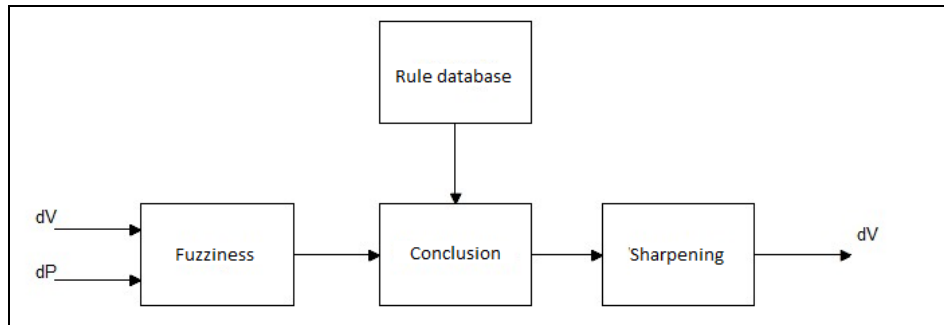 Rule database
dV
dP
Fuzziness
Conclusion
Sharpening
dV